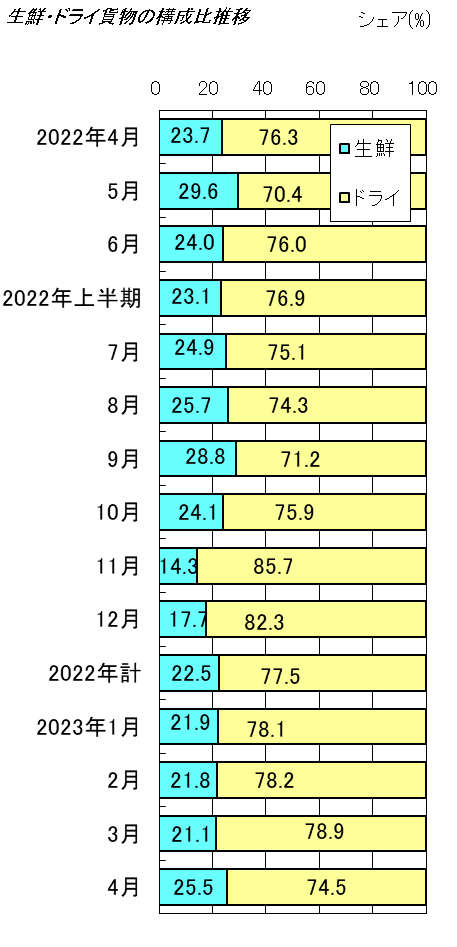 生鮮・ドライ貨物の構成比推移
シェア(%)
0 20 40 60 80 100
生鮮
ドライ
2022年4月 23.7 76.3
5月 29.6 70.4
6月 24.0 76.0
2022年上半期 23.1 76.9
7月 24.9 75.1
8月 25.7 74.3
9月 28.8 71.2
10月 24.1 75.9
11月 14.3 85.7
12月 17.7 82.3
2022年計 22.5 77.5
2023年1月 21.9 78.1
2月 21.8 78.2
3月 21.1 78.9
4月 25.5 74.5